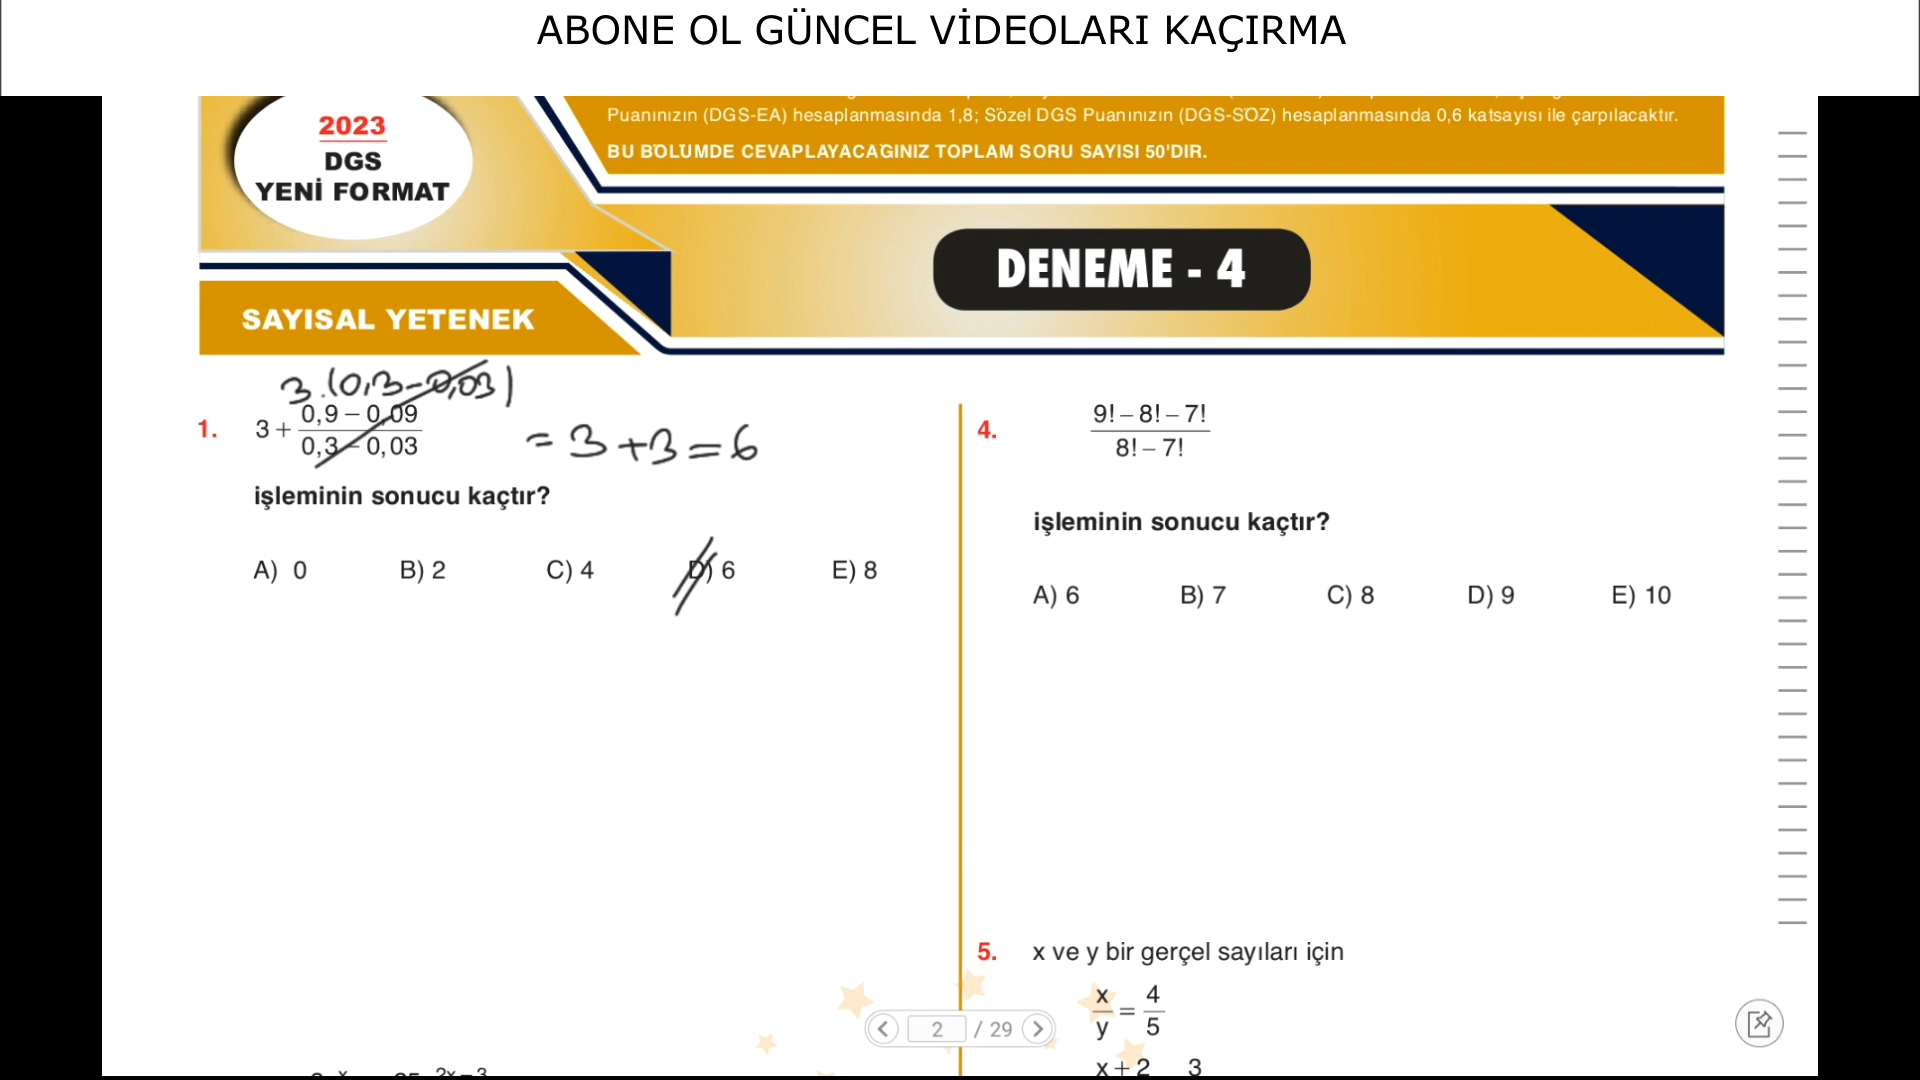 ABONE OL GÜNCEL VİDEOLARI KAÇIRMA
Puanınızın (DGS-EA) hesaplanmasında 1,8; Sözel DGS Puanınızın (DGS-SÖZ) hesaplanmasında 0,6 katsayısı ile çarpılacaktır.
BU BÖLÜMDE CEVAPLAYACAĞINIZ TOPLAM SORU SAYISI 50'DIR.
2023
DGS
YENİ FORMAT
DENEME - 4
SAYISAL YETENEK
3.(0,3-0,03)
1. 3 + (0,9 – 0,09) / (0,3 – 0,03) = 3+3=6
işleminin sonucu kaçtır?
A) 0 B) 2 C) 4 D) 6 E) 8
4. (9! – 8! – 7!) / (8! – 7!)
işleminin sonucu kaçtır?
A) 6 B) 7 C) 8 D) 9 E) 10
5. x ve y bir gerçel sayıları için
x/y = 4/5
x + 2 3
2 / 29